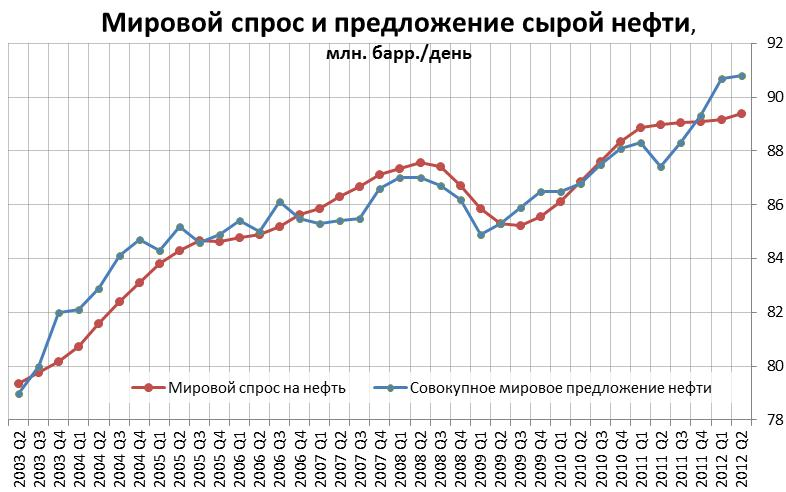 Мировой спрос и предложение сырой нефти,
млн. барр./день
92
90
88
86
84
82
80
78
Мировой спрос на нефть
Совокупное мировое предложение нефти
2003 Q2
2003 Q3
2003 Q4
2004 Q1
2004 Q2
2004 Q3
2004 Q4
2005 Q1
2005 Q2
2005 Q3
2005 Q4
2006 Q1
2006 Q2
2006 Q3
2006 Q4
2007 Q1
2007 Q2
2007 Q3
2007 Q4
2008 Q1
2008 Q2
2008 Q3
2008 Q4
2009 Q1
2009 Q2
2009 Q3
2009 Q4
2010 Q1
2010 Q2
2010 Q3
2010 Q4
2011 Q1
2011 Q2
2011 Q3
2011 Q4
2012 Q1
2012 Q2